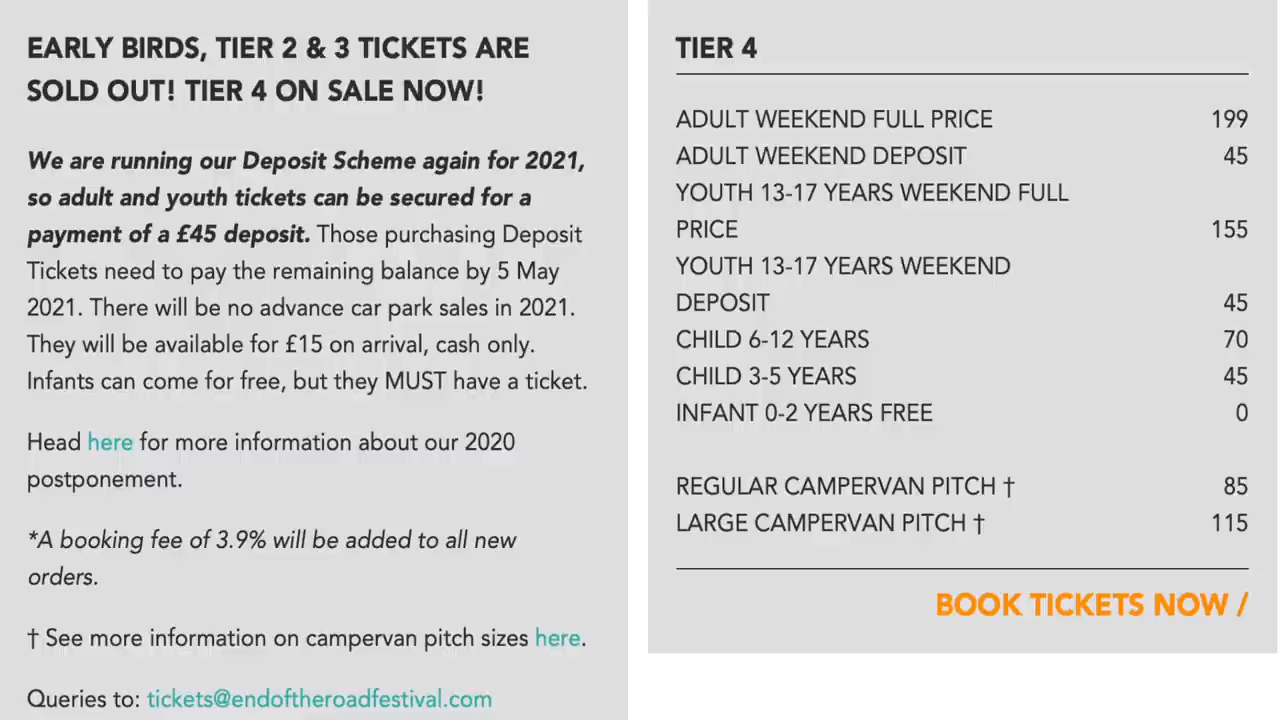 EARLY BIRDS, TIER 2 & 3 TICKETS ARE
SOLD OUT! TIER 4 ON SALE NOW!
We are running our Deposit Scheme again for 2021,
so adult and youth tickets can be secured for a
payment of a £45 deposit. Those purchasing Deposit
Tickets need to pay the remaining balance by 5 May
2021. There will be no advance car park sales in 2021.
They will be available for £15 on arrival, cash only.
Infants can come for free, but they MUST have a ticket.
Head here for more information about our 2020
postponement.
*A booking fee of 3.9% will be added to all new
orders.
† See more information on campervan pitch sizes here.
Queries to: tickets@endoftheroadfestival.com
TIER 4
ADULT WEEKEND FULL PRICE 199
ADULT WEEKEND DEPOSIT 45
YOUTH 13-17 YEARS WEEKEND FULL
PRICE 155
YOUTH 13-17 YEARS WEEKEND
DEPOSIT 45
CHILD 6-12 YEARS 70
CHILD 3-5 YEARS 45
INFANT 0-2 YEARS FREE 0
REGULAR CAMPERVAN PITCH † 85
LARGE CAMPERVAN PITCH † 115
BOOK TICKETS NOW /